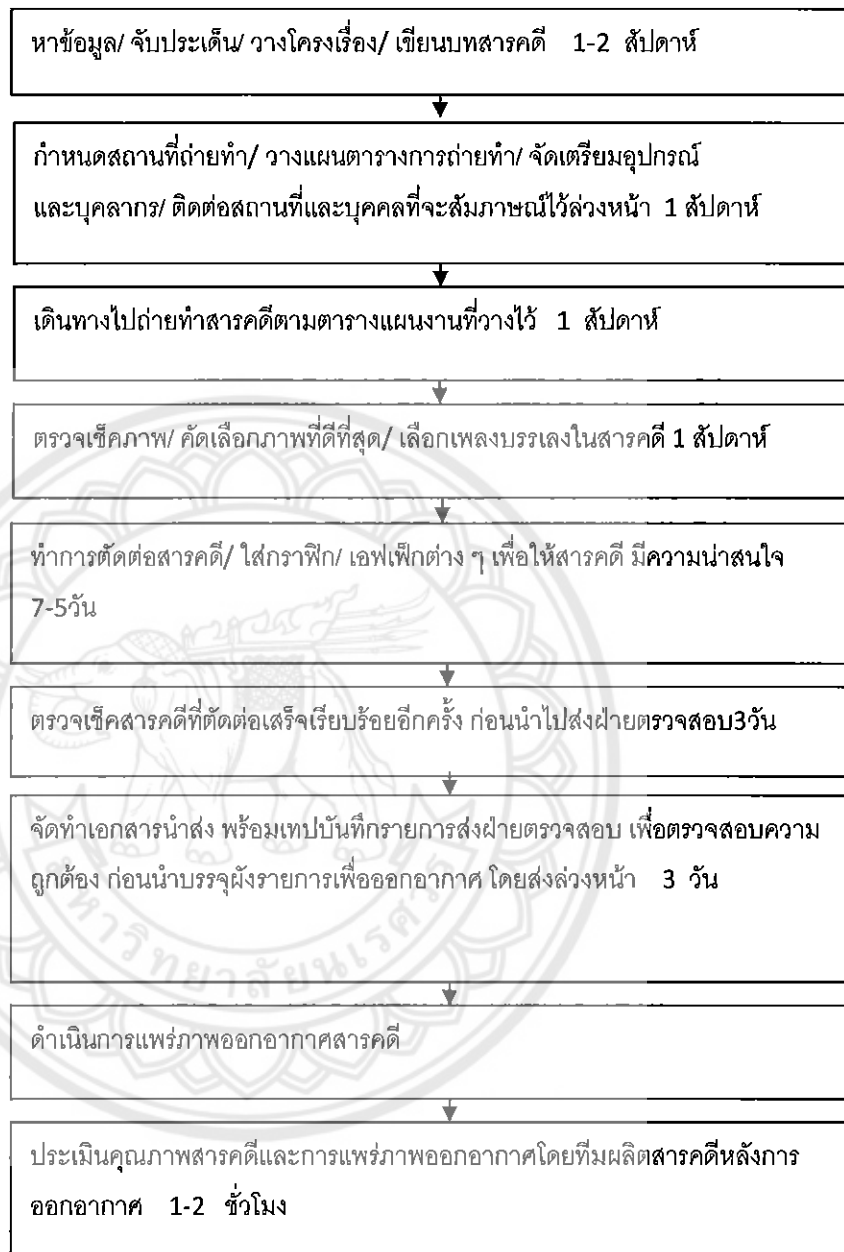 หาข้อมูล/ จับประเด็น/ วางโครงเรื่อง/ เขียนบทสารคดี 1-2 สัปดาห์
กำหนดสถานที่ถ่ายทำ/ วางแผนตารางการถ่ายทำ/ จัดเตรียมอุปกรณ์
และบุคลากร/ ติดต่อสถานที่และบุคคลที่จะสัมภาษณ์ไว้ล่วงหน้า 1 สัปดาห์
เดินทางไปถ่ายทำสารคดีตามตารางแผนงานที่วางไว้ 1 สัปดาห์
ตรวจเช็คภาพ/ คัดเลือกภาพที่ดีที่สุด/ เลือกเพลงบรรเลงในสารคดี 1 สัปดาห์
ทำการตัดต่อสารคดี/ ใส่กราฟิก/ เอฟเฟ็กต่าง ๆ เพื่อให้สารคดี มีความน่าสนใจ
7-5วัน
ตรวจเช็คสารคดีที่ตัดต่อเสร็จเรียบร้อยอีกครั้ง ก่อนนำไปส่งฝ่ายตรวจสอบ3วัน
จัดทำเอกสารนำส่ง พร้อมเทปบันทึกรายการส่งฝ่ายตรวจสอบ เพื่อตรวจสอบความ
ถูกต้อง ก่อนนำบรรจุผังรายการเพื่อออกอากาศ โดยส่งล่วงหน้า 3 วัน
มหาวิทยาลัยนเรศวร
ดำเนินการแพร่ภาพออกอากาศสารคดี
ประเมินคุณภาพสารคดีและการแพร่ภาพออกอากาศโดยทีมผลิตสารคดีหลังการ
ออกอากาศ 1-2 ชั่วโมง